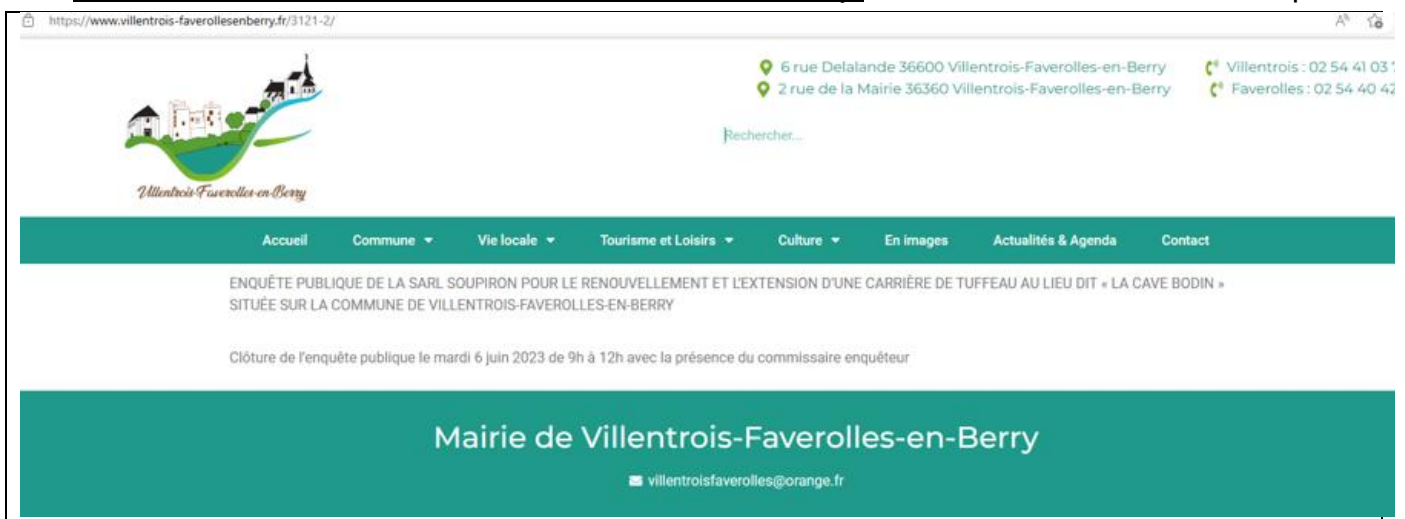 https://www.villentrois-faverollesenberry.fr/3121-2/
6 rue Delalande 36600 Villentrois-Faverolles-en-Berry
Villentrois : 02 54 41 03
2 rue de la Mairie 36360 Villentrois-Faverolles-en-Berry
Faverolles : 02 54 40 42
Rechercher...
Villentrois-Faverolles-en-Berry
Accueil Commune Vie locale Tourisme et Loisirs Culture En images Actualités & Agenda Contact
ENQUÊTE PUBLIQUE DE LA SARL SOUPIRON POUR LE RENOUVELLEMENT ET L'EXTENSION D'UNE CARRIÈRE DE TUFFEAU AU LIEU DIT « LA CAVE BODIN »
SITUÉE SUR LA COMMUNE DE VILLENTROIS-FAVEROLLES-EN-BERRY
Clôture de l'enquête publique le mardi 6 juin 2023 de 9h à 12h avec la présence du commissaire enquêteur
Mairie de Villentrois-Faverolles-en-Berry
villentroisfaverolles@orange.fr